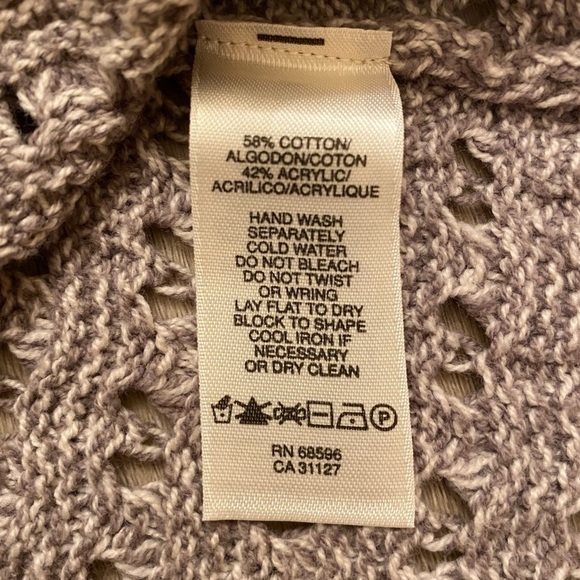 58% COTTON/
ALGODON/COTON
42% ACRYLIC/
ACRILICO/ACRYLIQUE
HAND WASH
SEPARATELY
COLD WATER
DO NOT BLEACH
DO NOT TWIST
OR WRING
LAY FLAT TO DRY
BLOCK TO SHAPE
COOL IRON IF
NECESSARY
OR DRY CLEAN
P
RN 68596
CA 31127